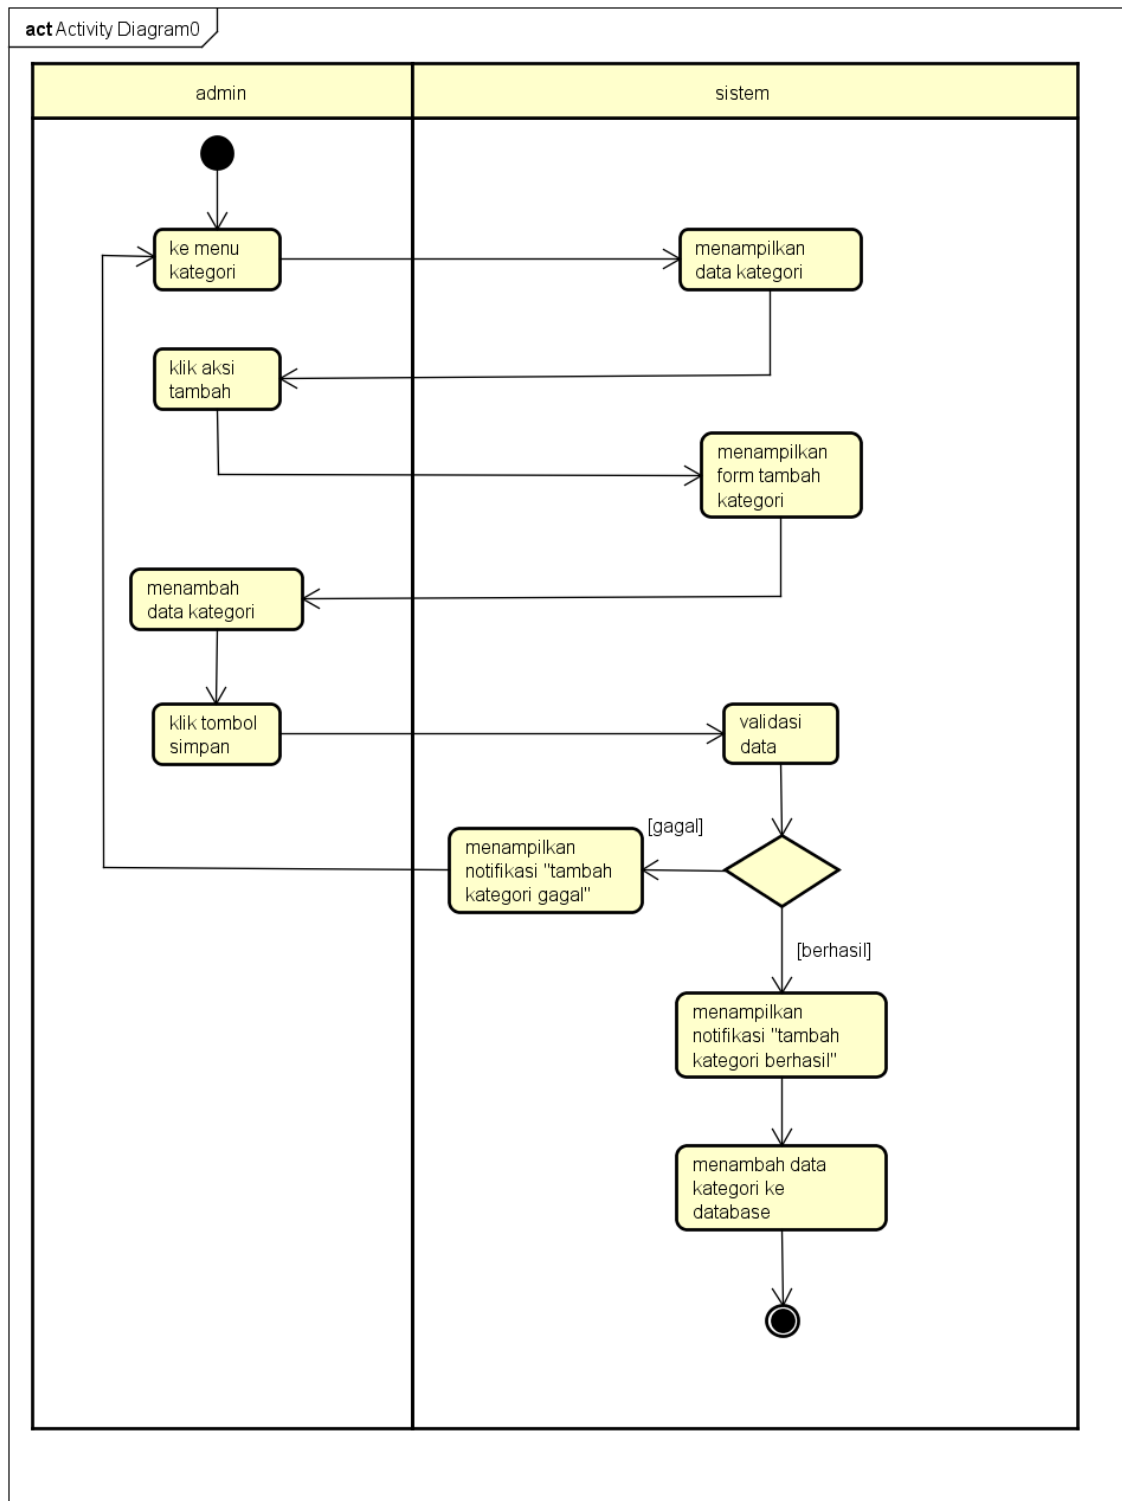 act Activity Diagram0
admin
sistem
ke menu
kategori
menampilkan
data kategori
klik aksi
tambah
menampilkan
form tambah
kategori
menambah
data kategori
klik tombol
simpan
validasi
data
[gagal]
menampilkan
notifikasi "tambah
kategori gagal"
[berhasil]
menampilkan
notifikasi "tambah
kategori berhasil"
menambah data
kategori ke
database